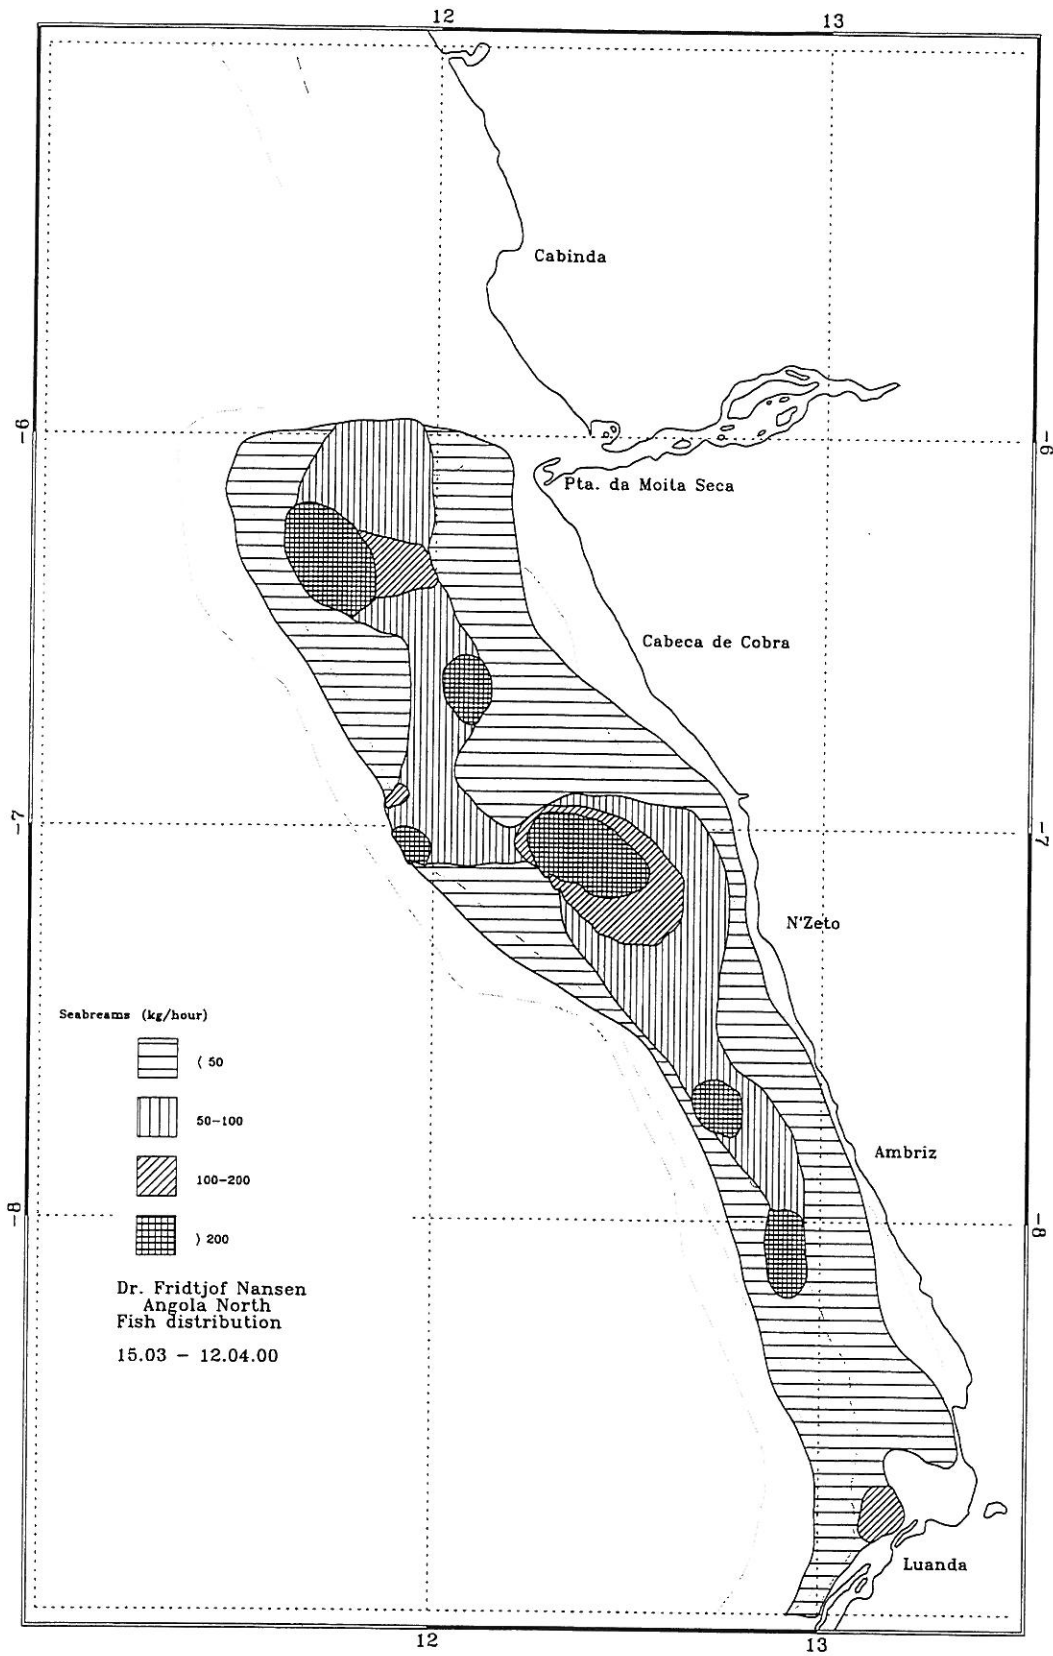 12
13
Cabinda
-6
-6
Pta. da Moita Seca
Cabeca de Cobra
-7
-7
N'Zeto
Seabreams (kg/hour)
⟨ 50
50-100
Ambriz
100-200
-8
-8
⟩ 200
Dr. Fridtjof Nansen
Angola North
Fish distribution
15.03 - 12.04.00
Luanda
12
13